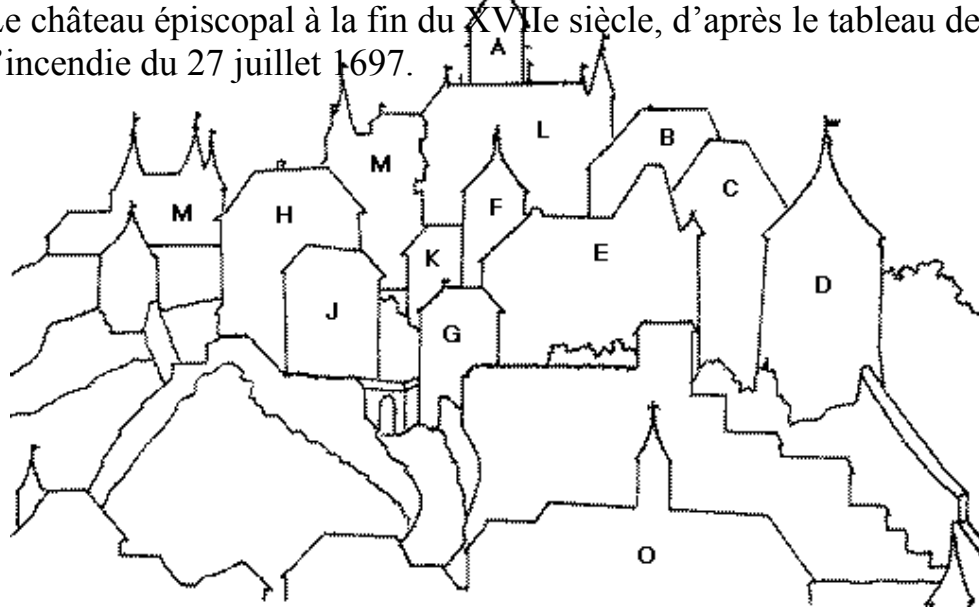 Le château épiscopal à la fin du XVIIe siècle, d’après le tableau de
l’incendie du 27 juillet 1697.
A
L
B
M
C
M
H
F
K
E
D
J
G
O